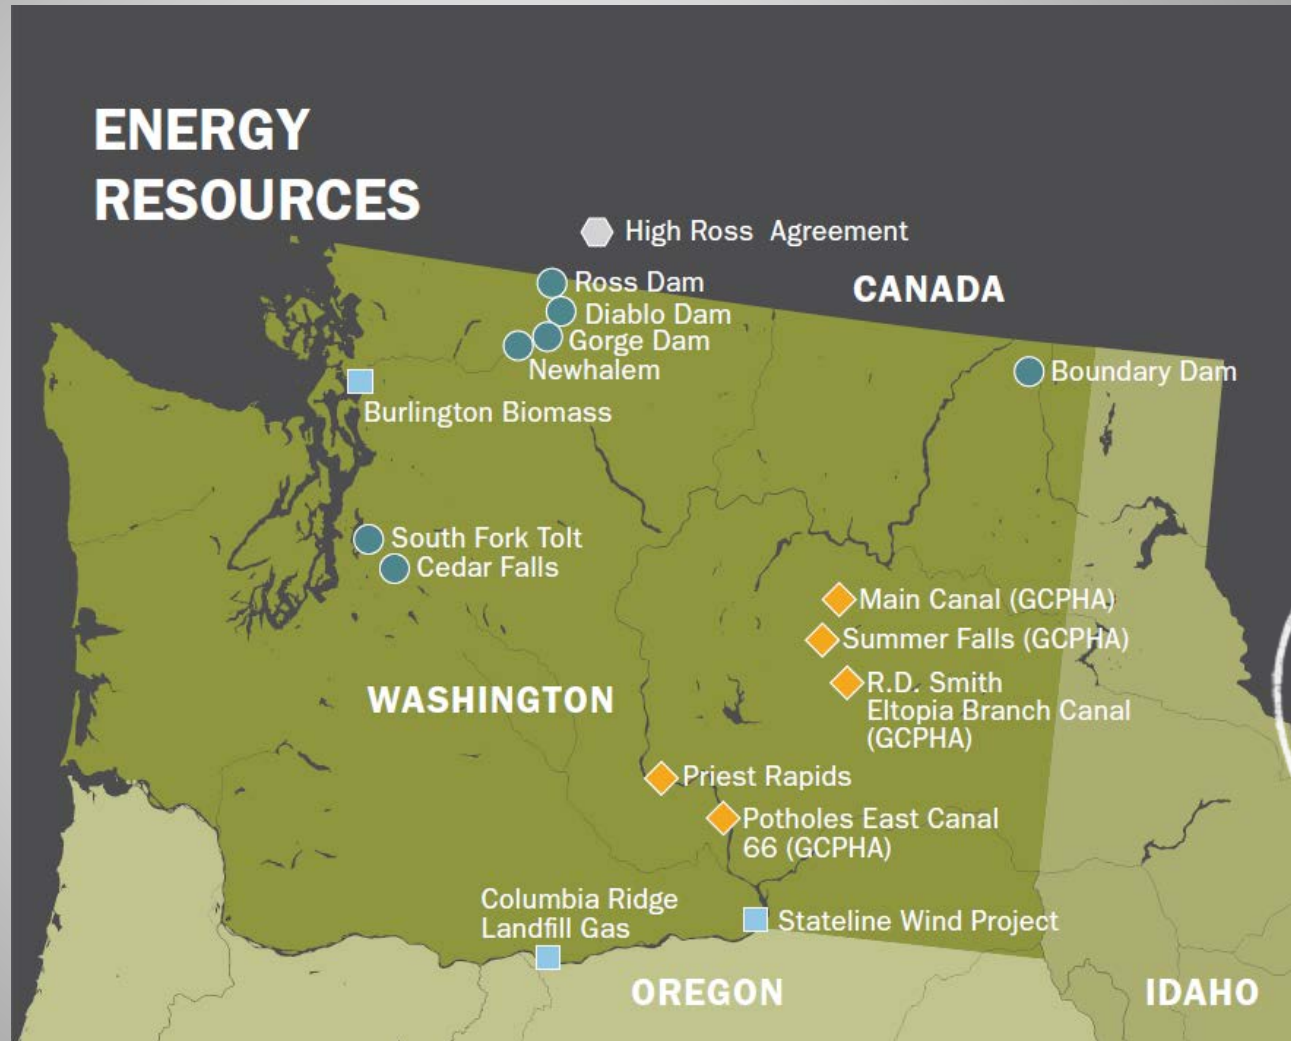 ENERGY
RESOURCES
High Ross Agreement
CANADA
Ross Dam
Diablo Dam
Gorge Dam
Newhalem
Boundary Dam
Burlington Biomass
South Fork Tolt
Cedar Falls
Main Canal (GCPHA)
Summer Falls (GCPHA)
R.D. Smith
Eltopia Branch Canal
(GCPHA)
WASHINGTON
Priest Rapids
Potholes East Canal
66 (GCPHA)
Columbia Ridge
Landfill Gas
Stateline Wind Project
OREGON
IDAHO